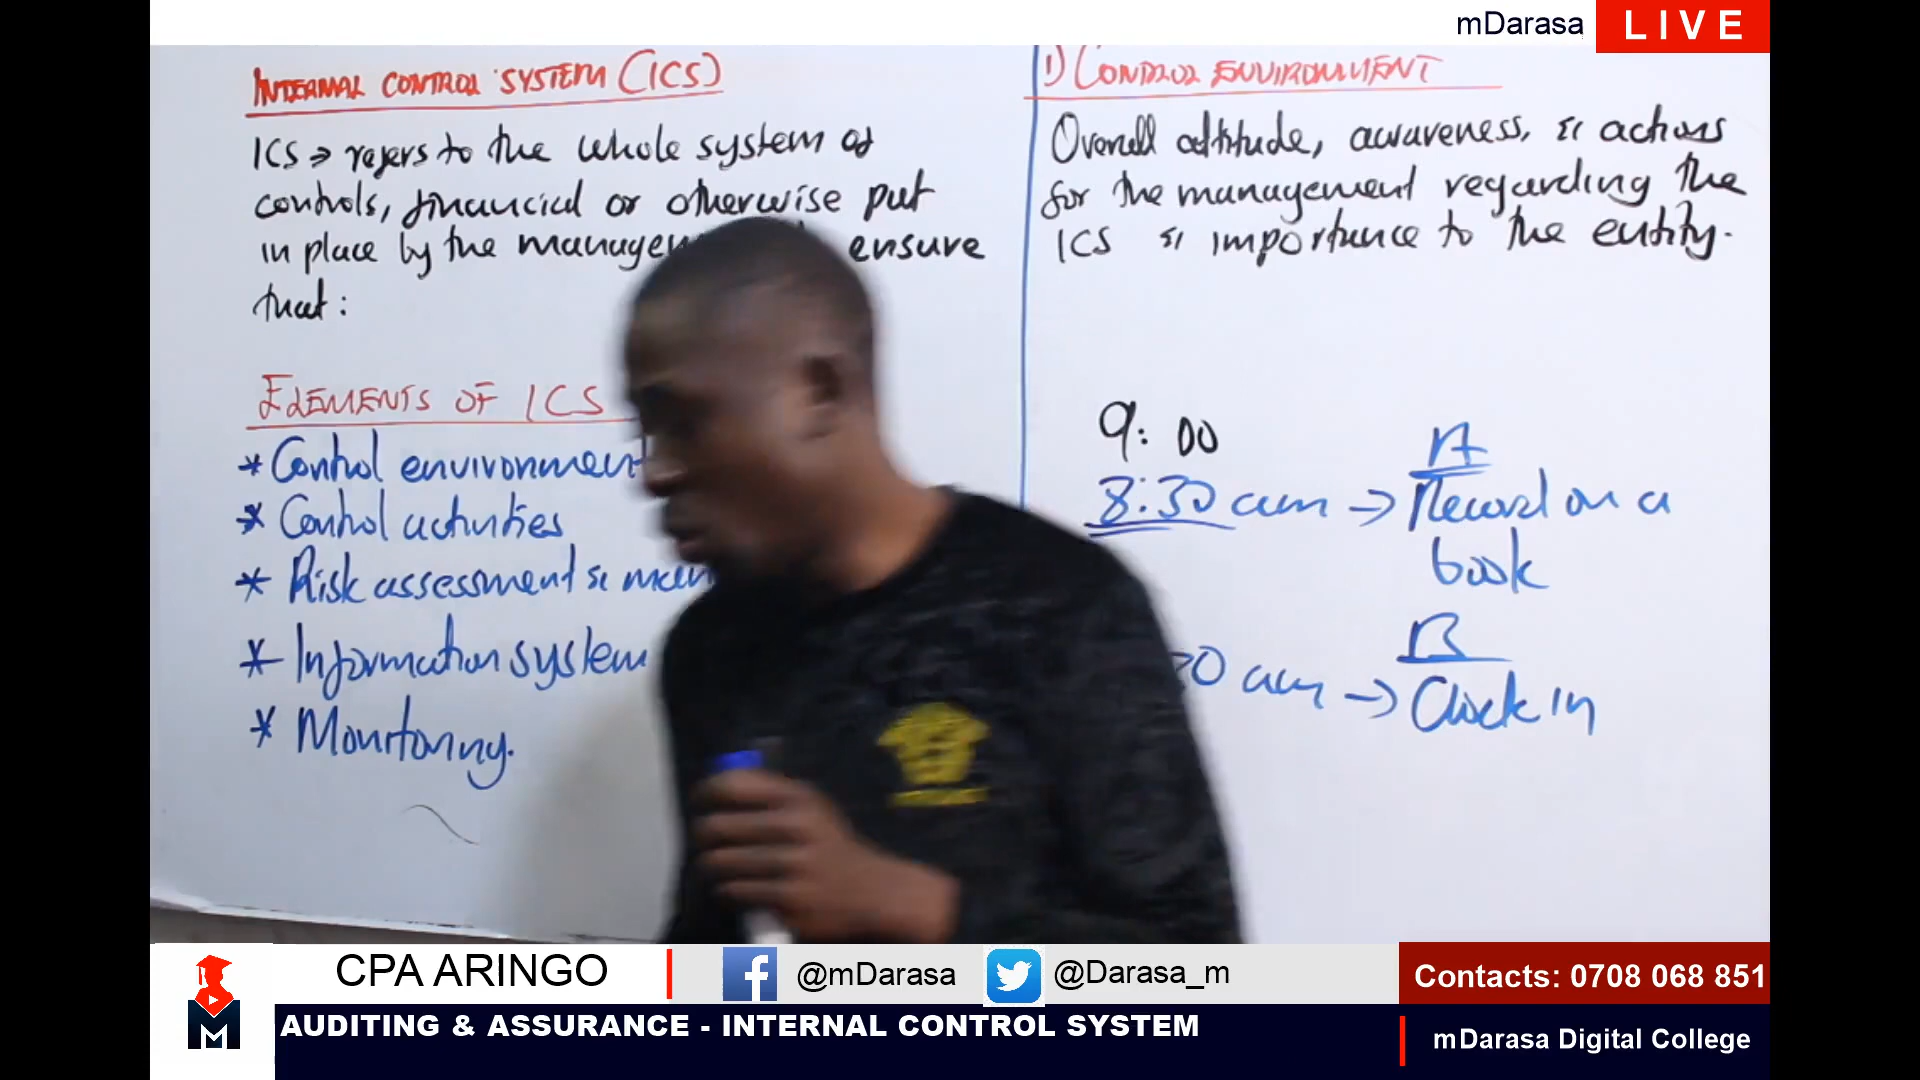 mDarasa
LIVE
INTERNAL CONTROL SYSTEM (ICS)
ICS → refers to the whole system of
controls, financial or otherwise put
in place by the manage ensure
that:
ELEMENTS OF ICS
* Control environment
* Control activities
* Risk assessment & man
* Information system
* Monitoring.
1) CONTROL ENVIRONMENT
Overall attitude, awareness, & actions
for the management regarding the
ICS & importance to the entity.
9:00
A
8:30 am → Record on a
book
B
30 am → Clock in
CPA ARINGO
@mDarasa
@Darasa_m
Contacts: 0708 068 851
M
AUDITING & ASSURANCE - INTERNAL CONTROL SYSTEM
mDarasa Digital College